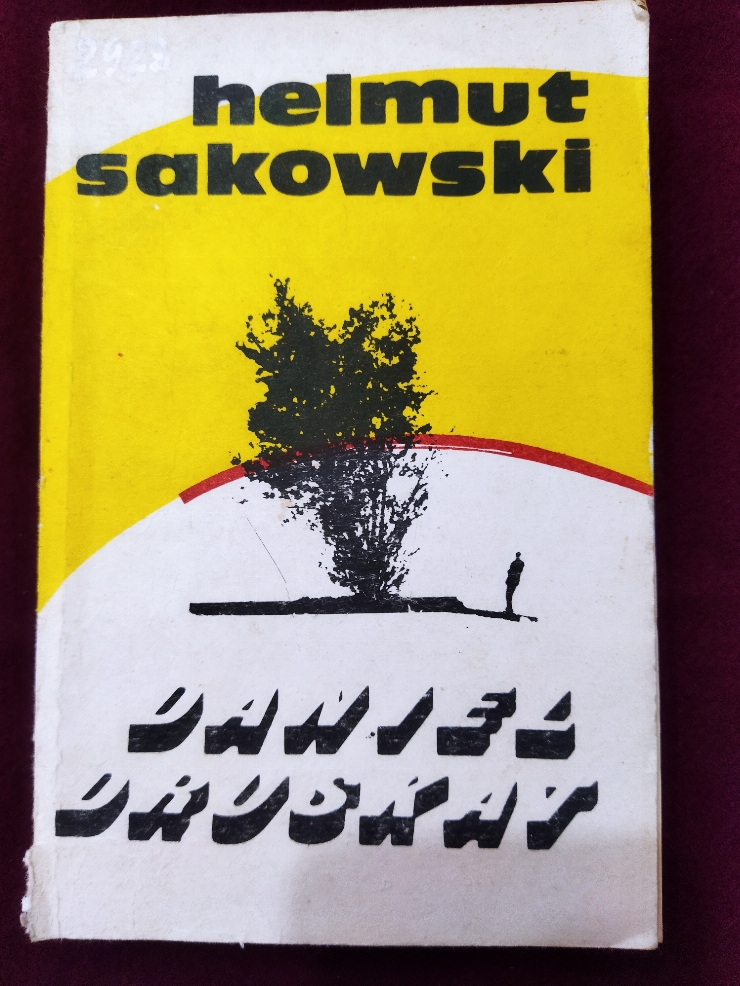 helmut
sakowski
DANIEL
DRUSKAT